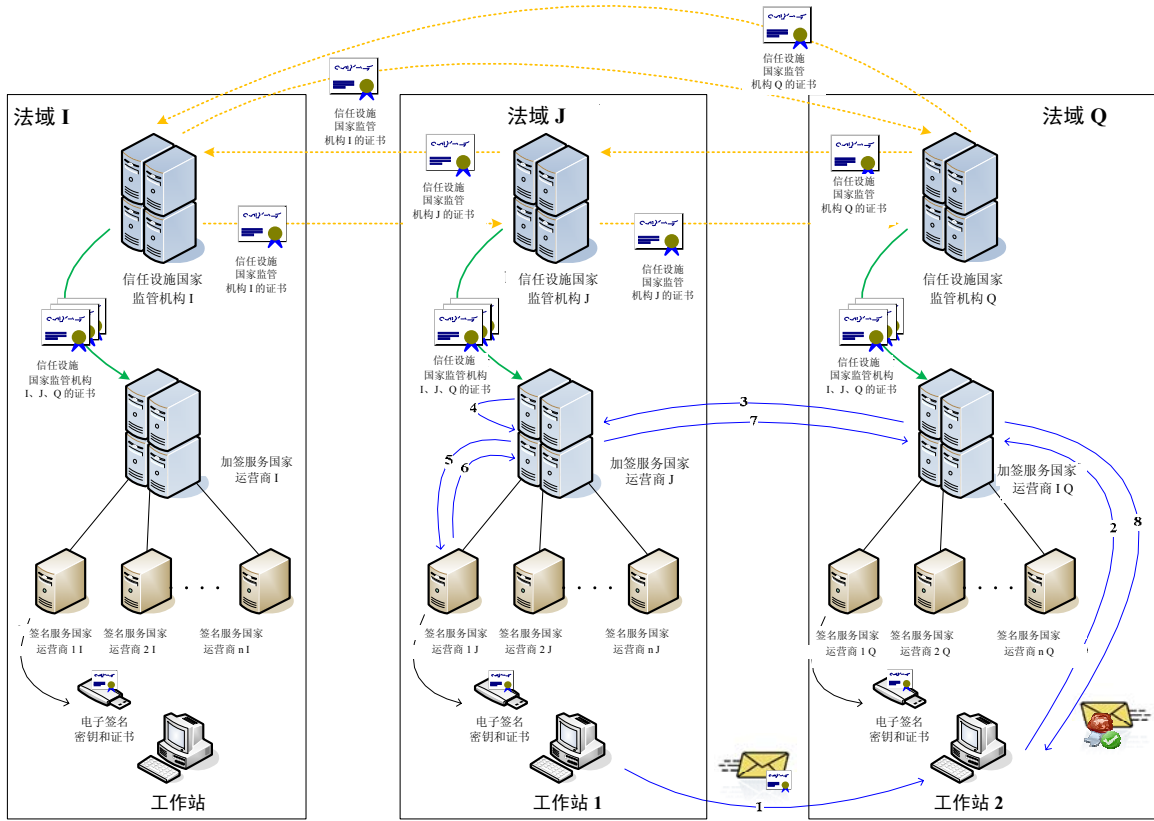 信任设施
国家监管
机构 Q 的证书
信任设施
国家监管
机构 I 的证书
法域 I
法域 J
法域 Q
信任设施
国家监管
机构 J 的证书
信任设施
国家监管
机构 Q 的证书
信任设施
国家监管
机构 I 的证书
信任设施
国家监管
机构 J 的证书
信任设施国家
监管机构 I
信任设施国家
监管机构 J
信任设施国家
监管机构 Q
信任设施
国家监管机构
I、J、Q 的证书
信任设施
国家监管机构
I、J、Q 的证书
信任设施
国家监管机构
I、J、Q 的证书
4
3
7
5
6
2
8
加签服务国家
运营商 I
加签服务国家
运营商 J
加签服务国家
运营商 I Q
签名服务国家
运营商 1 I
签名服务国家
运营商 2 I
签名服务国家
运营商 n I
签名服务国家
运营商 1 J
签名服务国家
运营商 2 J
签名服务国家
运营商 n J
签名服务国家
运营商 1 Q
签名服务国家
运营商 2 Q
签名服务国家
运营商 n Q
电子签名
密钥和证书
电子签名
密钥和证书
电子签名
密钥和证书
工作站
工作站 1
1
工作站 2